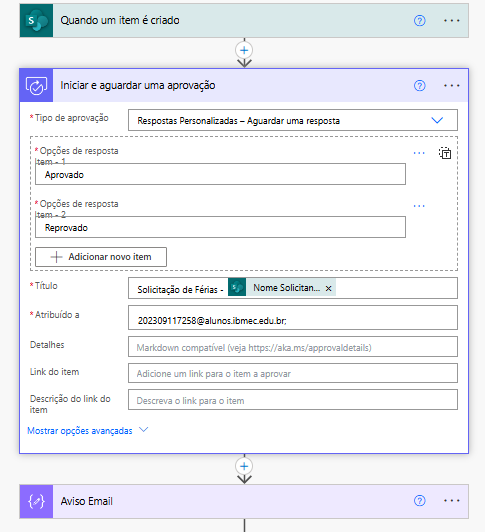 Quando um item é criado
Iniciar e aguardar uma aprovação
* Tipo de aprovação
Respostas Personalizadas – Aguardar uma resposta
* Opções de resposta
Item - 1
Aprovado
* Opções de resposta
Item - 2
Reprovado
Adicionar novo item
* Título
Solicitação de Férias - Nome Solicitan... ×
* Atribuído a
202309117258@alunos.ibmec.edu.br;
Detalhes
Markdown compatível (veja https://aka.ms/approvaldetails)
Link do item
Adicione um link para o item a aprovar
Descrição do link do
item
Descreva o link para o item
Mostrar opções avançadas
Aviso Email